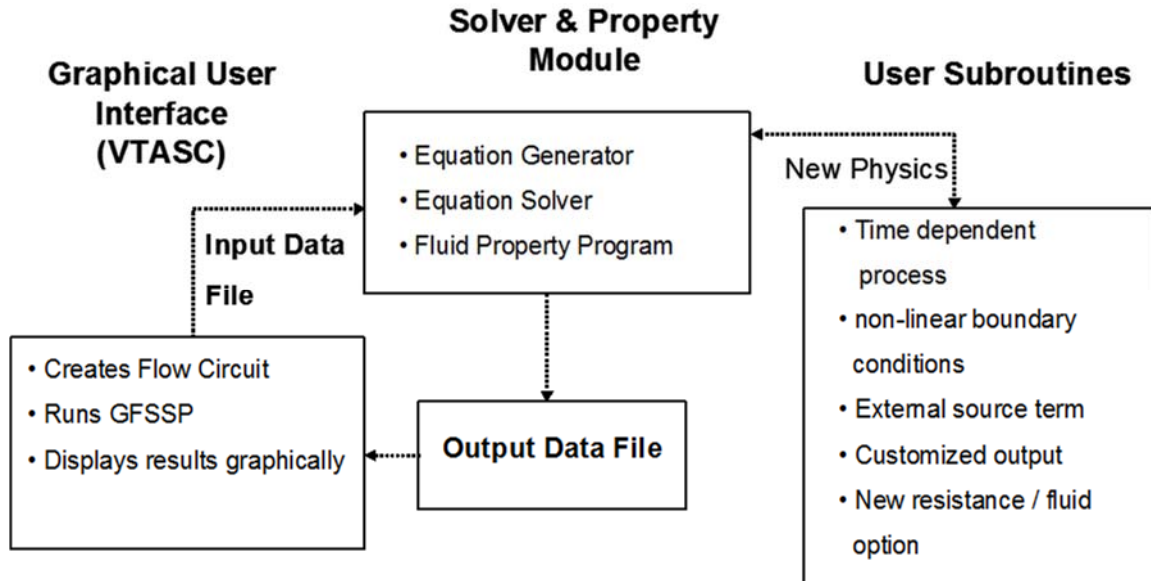 Graphical User
Interface
(VTASC)
Input Data
File
• Creates Flow Circuit
• Runs GFSSP
• Displays results graphically
Solver & Property
Module
• Equation Generator
• Equation Solver
• Fluid Property Program
Output Data File
User Subroutines
New Physics
• Time dependent
process
• non-linear boundary
conditions
• External source term
• Customized output
• New resistance / fluid
option